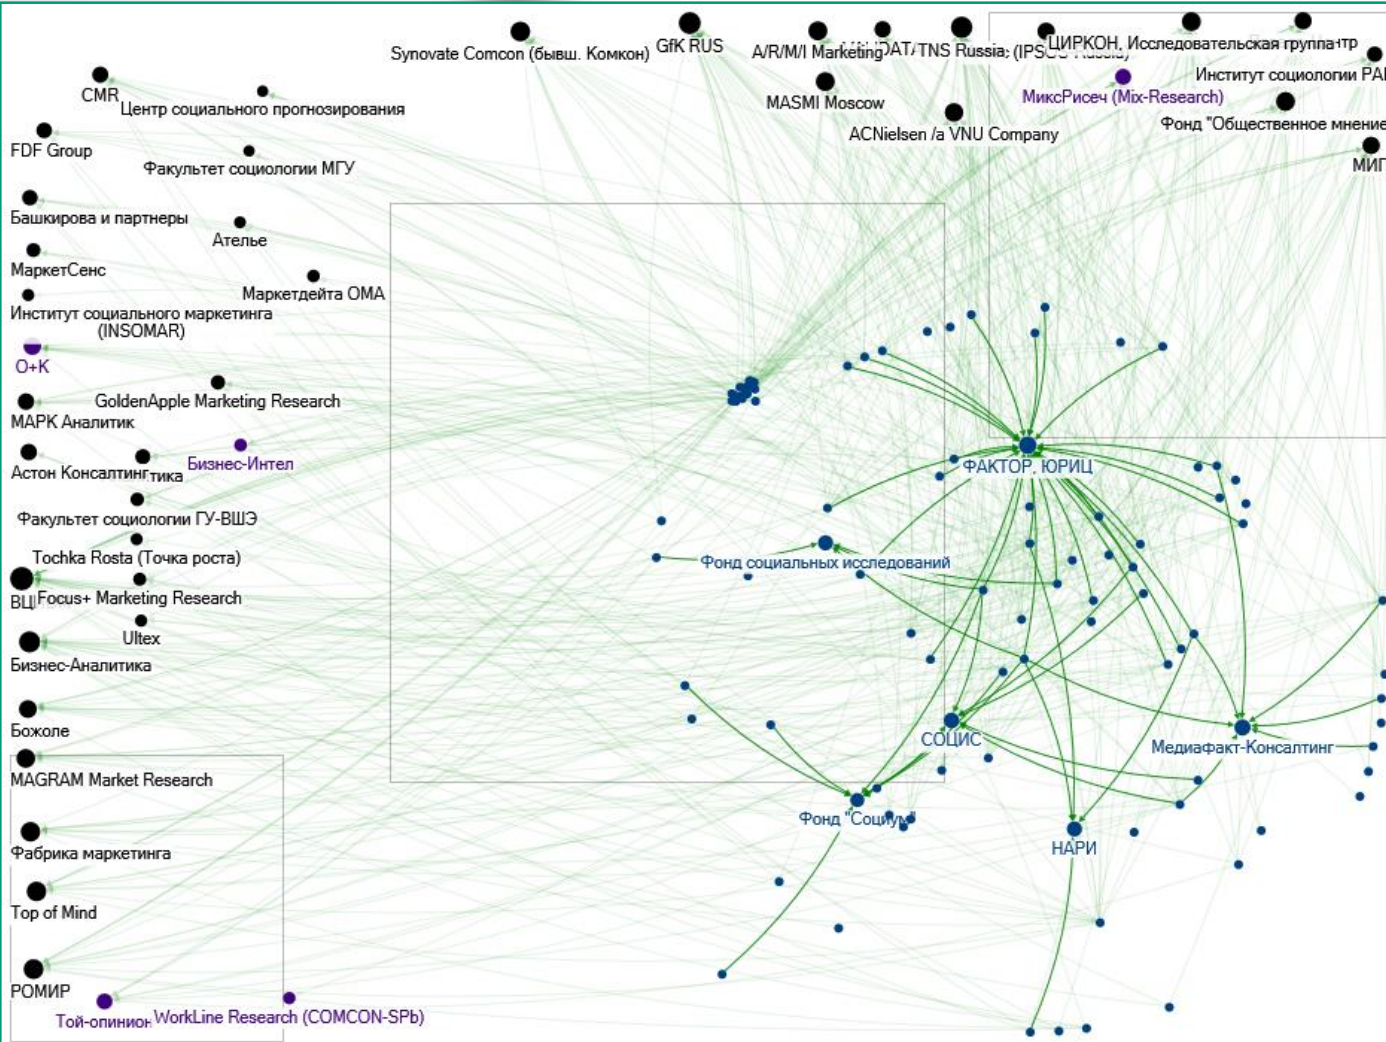 Synovate Comcon (бывш. Комкон)
GfK RUS
A/R/M/I Marketing
TNS Russia
ЦИРКОН, Исследовательская группа
Институт социологии РАН
CMR
Центр социального прогнозирования
MASMI Moscow
МиксРисеч (Mix-Research)
Фонд "Общественное мнение
ACNielsen /a VNU Company
FDF Group
Факультет социологии МГУ
МИГ
Башкирова и партнеры
Ателье
МаркетСенс
Маркетдейта ОМА
Институт социального маркетинга
(INSOMAR)
О+К
GoldenApple Marketing Research
МАРК Аналитик
Бизнес-Интел
Астон Консалтинг
тика
ФАКТОР, ЮРИЦ
Факультет социологии ГУ-ВШЭ
Tochka Rosta (Точка роста)
Фонд социальных исследований
ВЦ
Focus+ Marketing Research
Ultex
Бизнес-Аналитика
Божоле
СОЦИС
Медиафакт-Консалтинг
MAGRAM Market Research
Фонд "Социум"
НАРИ
Фабрика маркетинга
Top of Mind
РОМИР
Той-опинион
WorkLine Research (COMCON-SPb)